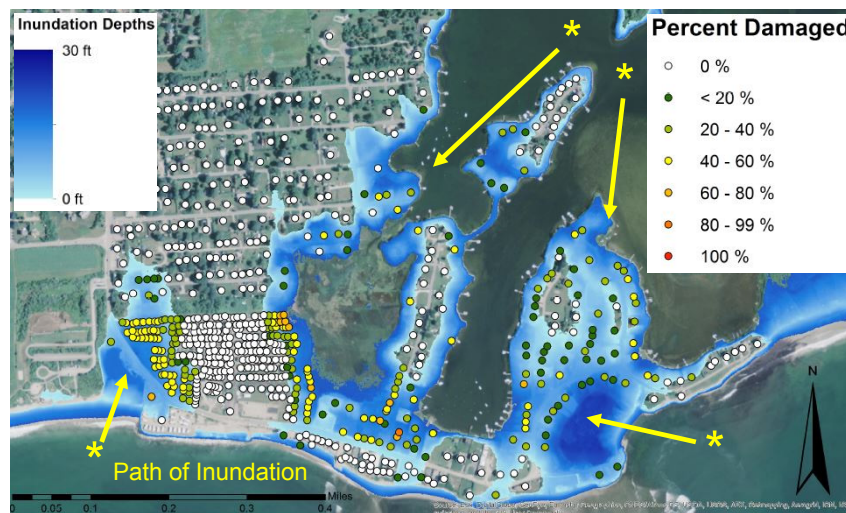 Inundation Depths
30 ft
0 ft
Percent Damaged
0 %
< 20 %
20 - 40 %
40 - 60 %
60 - 80 %
80 - 99 %
100 %
*
*
*
*
N
Path of Inundation
Miles
0 0.05 0.1 0.2 0.3 0.4